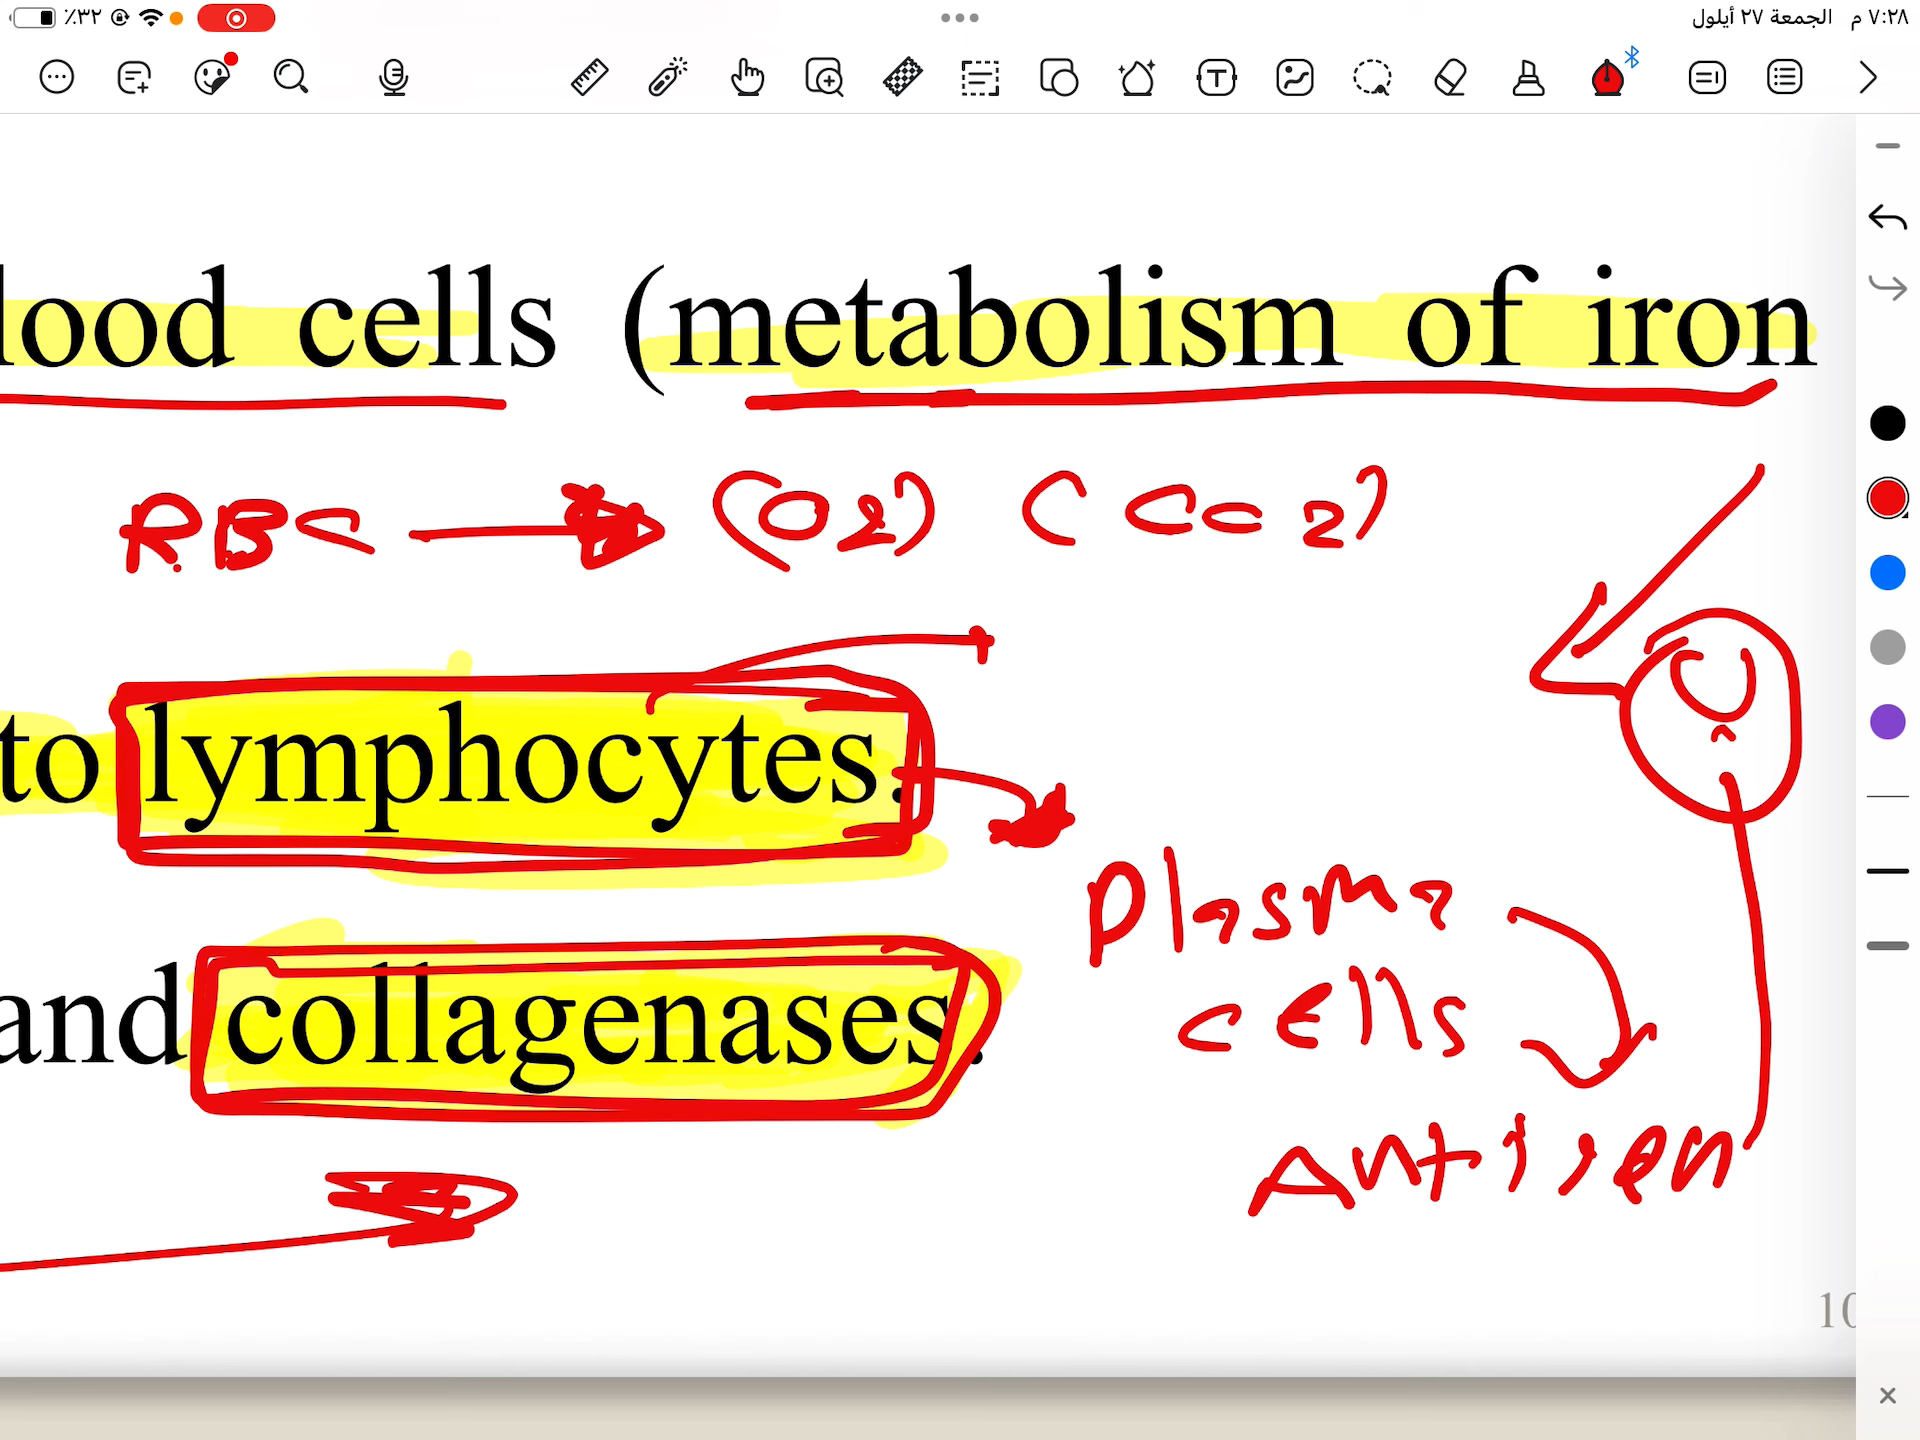 ٪٣٢
٧:٢٨ م الجمعة ٢٧ أيلول
lood cells (metabolism of iron
RBC (O2) (CO2)
to lymphocytes.
Plasma
and collagenases.
cells
Antigen
10